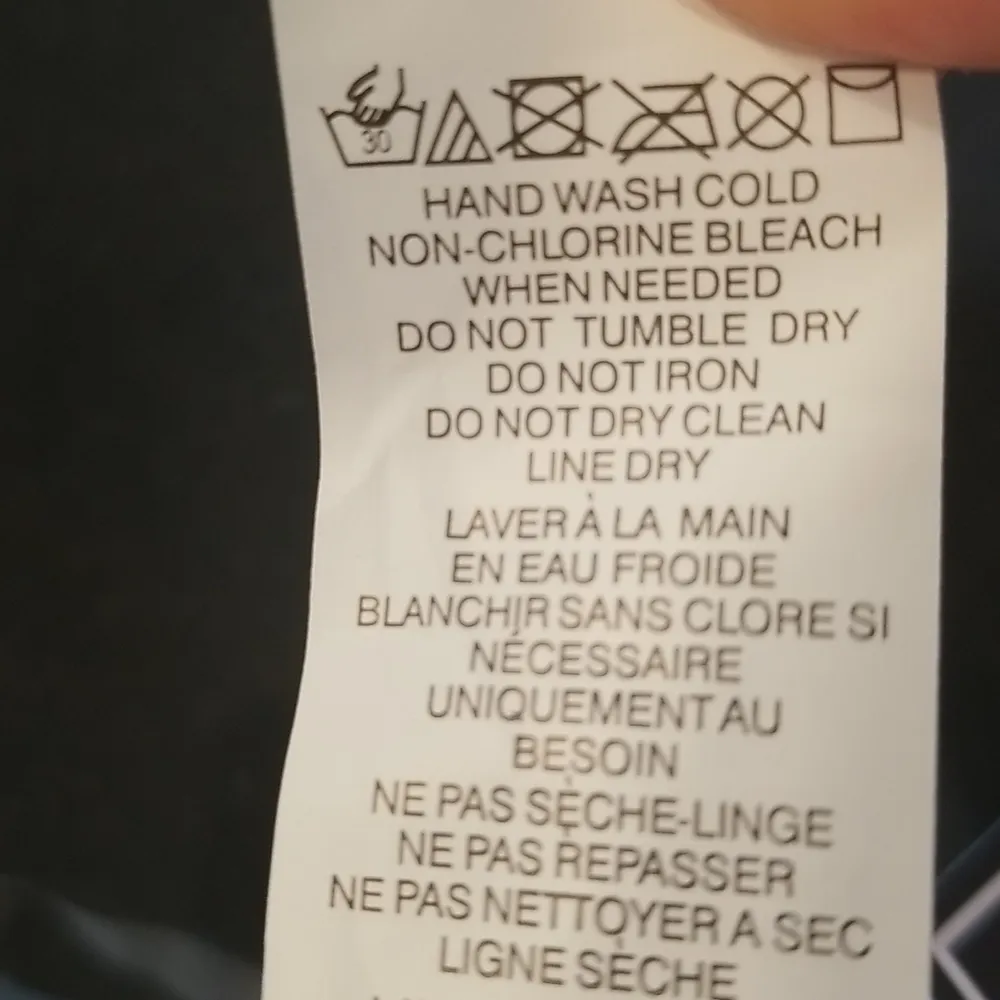 30
HAND WASH COLD
NON-CHLORINE BLEACH
WHEN NEEDED
DO NOT TUMBLE DRY
DO NOT IRON
DO NOT DRY CLEAN
LINE DRY
LAVER À LA MAIN
EN EAU FROIDE
BLANCHIR SANS CLORE SI
NÉCESSAIRE
UNIQUEMENT AU
BESOIN
NE PAS SÈCHE-LINGE
NE PAS REPASSER
NE PAS NETTOYER A SEC
LIGNE SÈCHE